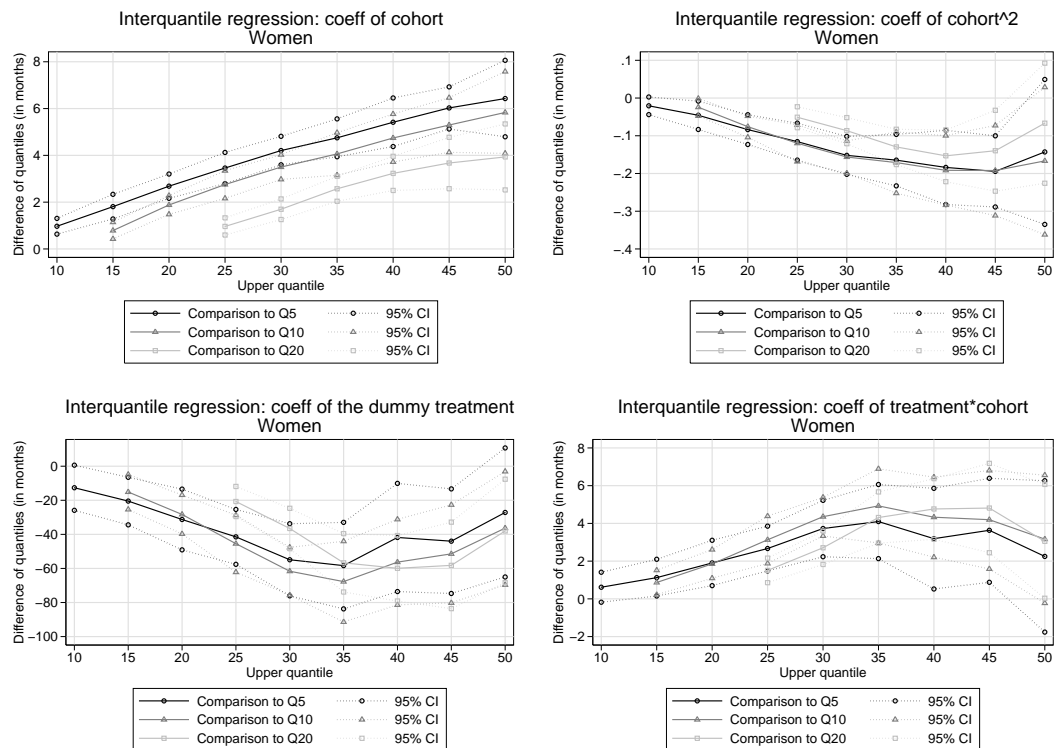 Interquantile regression: coeff of cohort
Women
Difference of quantiles (in months)
8
6
4
2
0
10 15 20 25 30 35 40 45 50
Upper quantile
Comparison to Q5 95% CI
Comparison to Q10 95% CI
Comparison to Q20 95% CI
Interquantile regression: coeff of cohort^2
Women
Difference of quantiles (in months)
.1
0
-.1
-.2
-.3
-.4
10 15 20 25 30 35 40 45 50
Upper quantile
Comparison to Q5 95% CI
Comparison to Q10 95% CI
Comparison to Q20 95% CI
Interquantile regression: coeff of the dummy treatment
Women
Difference of quantiles (in months)
0
-20
-40
-60
-80
-100
10 15 20 25 30 35 40 45 50
Upper quantile
Comparison to Q5 95% CI
Comparison to Q10 95% CI
Comparison to Q20 95% CI
Interquantile regression: coeff of treatment*cohort
Women
Difference of quantiles (in months)
8
6
4
2
0
-2
10 15 20 25 30 35 40 45 50
Upper quantile
Comparison to Q5 95% CI
Comparison to Q10 95% CI
Comparison to Q20 95% CI